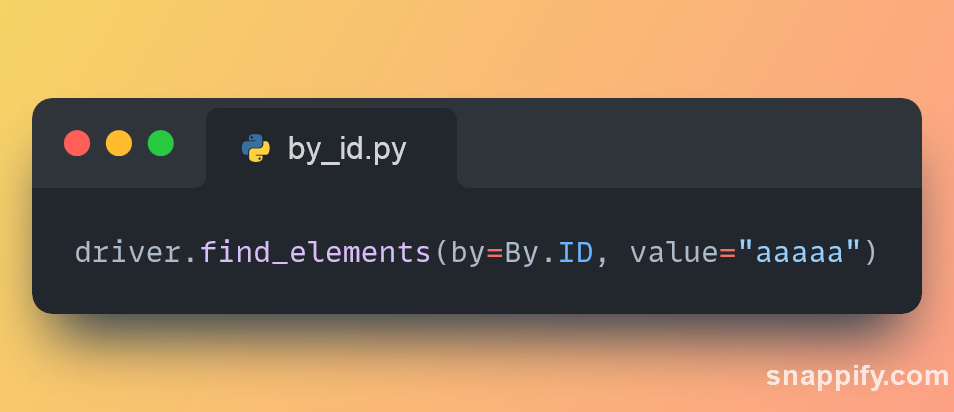 by_id.py
driver.find_elements(by=By.ID, value="aaaaa")
snappify.com